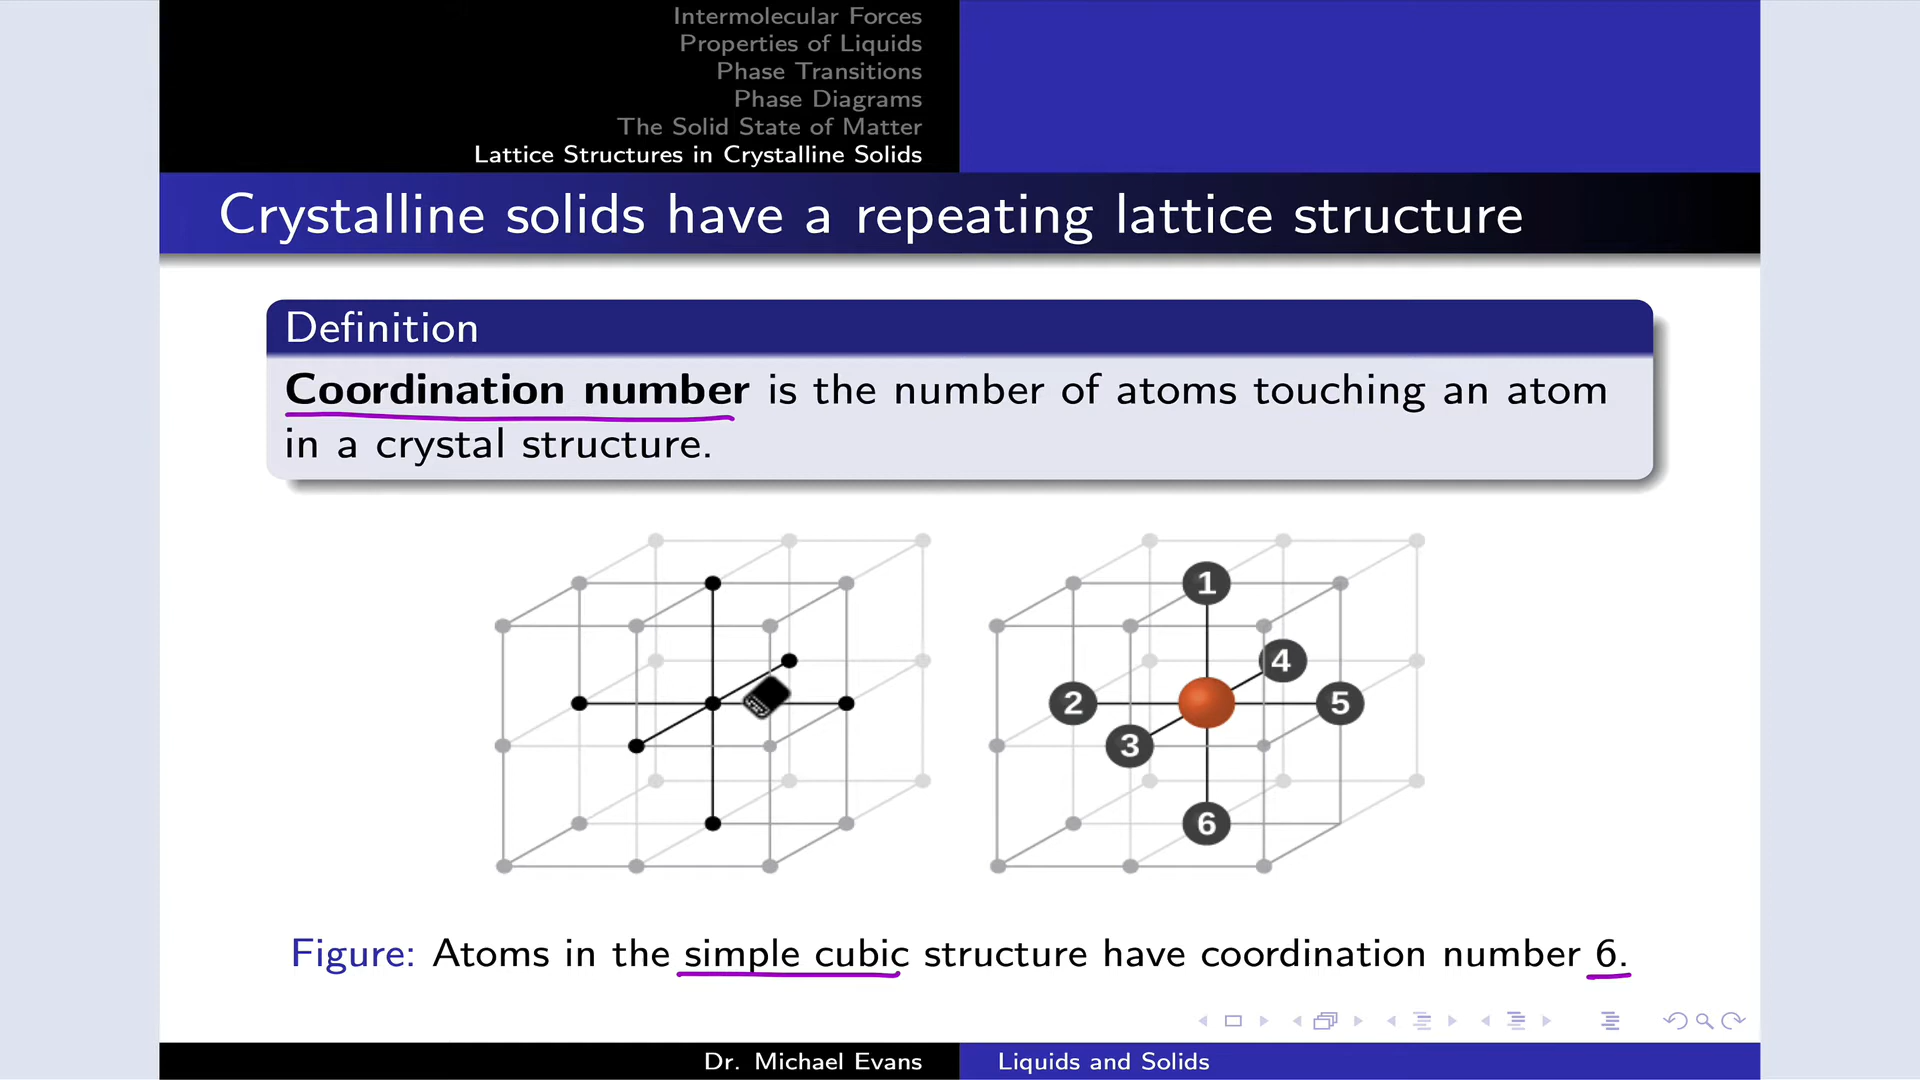 Intermolecular Forces
Properties of Liquids
Phase Transitions
Phase Diagrams
The Solid State of Matter
Lattice Structures in Crystalline Solids
Crystalline solids have a repeating lattice structure
Definition
Coordination number is the number of atoms touching an atom
in a crystal structure.
1
4
2
5
3
6
Figure: Atoms in the simple cubic structure have coordination number 6.
Dr. Michael Evans
Liquids and Solids